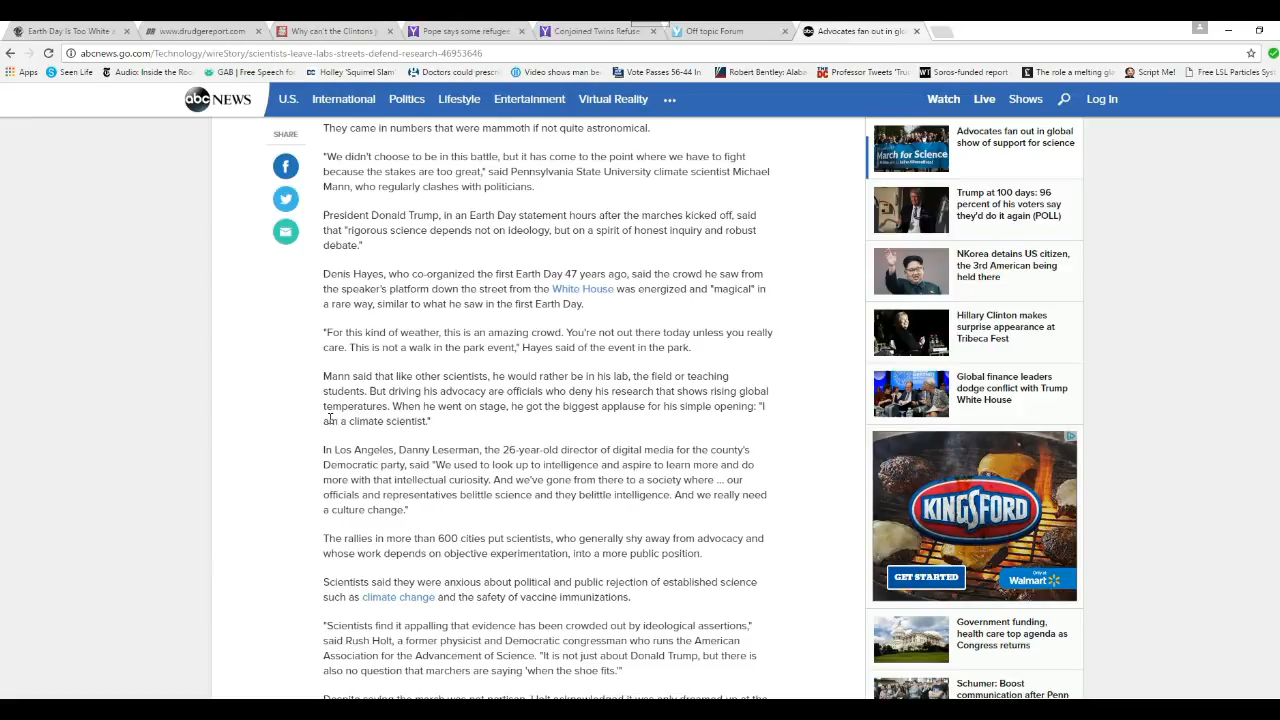 Earth Day Is Too White a
www.drudgereport.com
Why can't the Clintons j
Pope says some refugee
Conjoined Twins Refuse
Off topic Forum
Advocates fan out in glo
abcnews.go.com/Technology/wireStory/scientists-leave-labs-streets-defend-research-46953646
Apps
Seen Life
Audio: Inside the Roo
GAB | Free Speech fo
Holley 'Squirrel Slam'
Doctors could prescr
Video shows man be
Vote Passes 56-44 In
Robert Bentley: Alaba
Professor Tweets 'Tru
Soros-funded report
The role a melting gl
Script Me!
Free LSL Particles Sys
abc NEWS
U.S.
International
Politics
Lifestyle
Entertainment
Virtual Reality
Watch
Live
Shows
Log In
SHARE
They came in numbers that were mammoth if not quite astronomical.
"We didn't choose to be in this battle, but it has come to the point where we have to fight
because the stakes are too great," said Pennsylvania State University climate scientist Michael
Mann, who regularly clashes with politicians.
President Donald Trump, in an Earth Day statement hours after the marches kicked off, said
that "rigorous science depends not on ideology, but on a spirit of honest inquiry and robust
debate."
Denis Hayes, who co-organized the first Earth Day 47 years ago, said the crowd he saw from
the speaker's platform down the street from the White House was energized and "magical" in
a rare way, similar to what he saw in the first Earth Day.
"For this kind of weather, this is an amazing crowd. You're not out there today unless you really
care. This is not a walk in the park event," Hayes said of the event in the park.
Mann said that like other scientists, he would rather be in his lab, the field or teaching
students. But driving his advocacy are officials who deny his research that shows rising global
temperatures. When he went on stage, he got the biggest applause for his simple opening: "I
am a climate scientist."
In Los Angeles, Danny Leserman, the 26-year-old director of digital media for the county's
Democratic party, said "We used to look up to intelligence and aspire to learn more and do
more with that intellectual curiosity. And we've gone from there to a society where ... our
officials and representatives belittle science and they belittle intelligence. And we really need
a culture change."
The rallies in more than 600 cities put scientists, who generally shy away from advocacy and
whose work depends on objective experimentation, into a more public position.
Scientists said they were anxious about political and public rejection of established science
such as climate change and the safety of vaccine immunizations.
"Scientists find it appalling that evidence has been crowded out by ideological assertions,"
said Rush Holt, a former physicist and Democratic congressman who runs the American
Association for the Advancement of Science. "It is not just about Donald Trump, but there is
also no question that marchers are saying 'when the shoe fits.'"
March for Science
Advocates fan out in global
show of support for science
Trump at 100 days: 96
percent of his voters say
they'd do it again (POLL)
NKorea detains US citizen,
the 3rd American being
held there
Hillary Clinton makes
surprise appearance at
Tribeca Fest
Global finance leaders
dodge conflict with Trump
White House
KINGSFORD
GET STARTED
Only at
Walmart
Government funding,
health care top agenda as
Congress returns
Schumer: Boost
communication after Penn